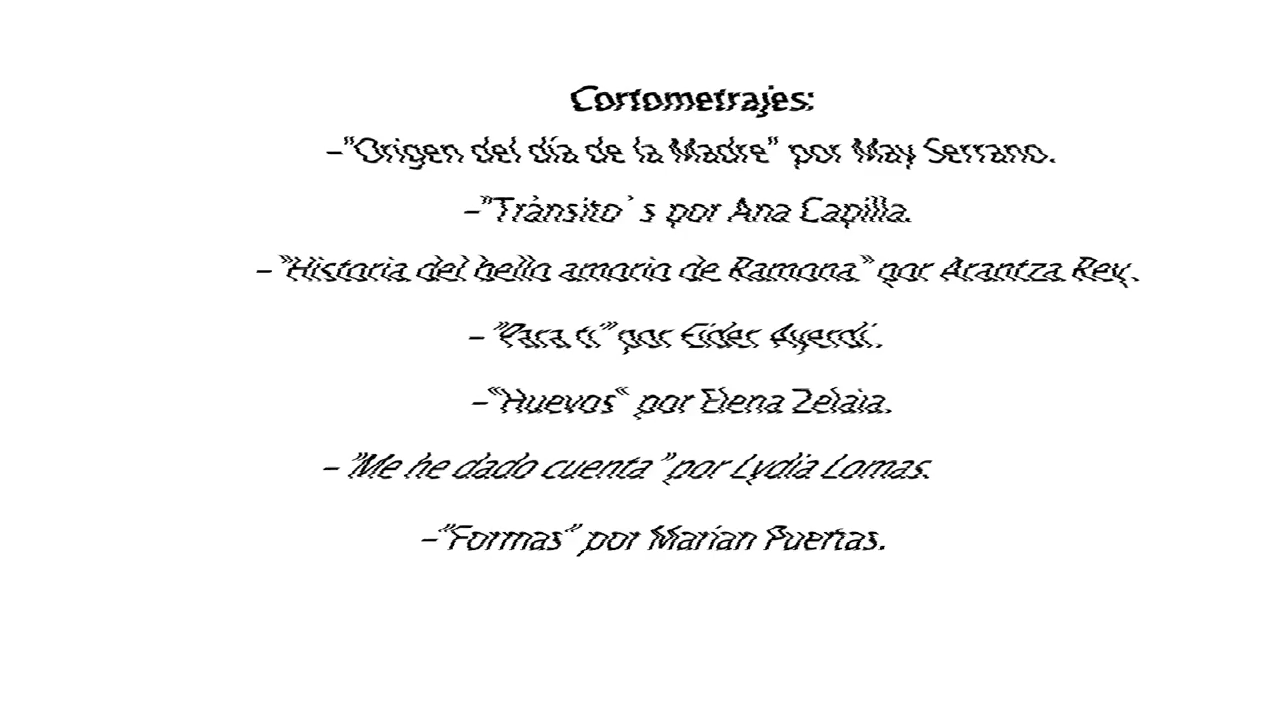 Cortometrajes:
-"Origen del día de la Madre" por May Serrano.
-"Tránsito`s por Ana Capilla.
- "Historia del bello amorio de Ramona" por Arantza Rey.
- "Para ti" por Eider Ayerdi.
-"Huevos" por Elena Zelaia.
- "Me he dado cuenta "por Lydia Lomas.
-"Formas" por Marian Puertas.